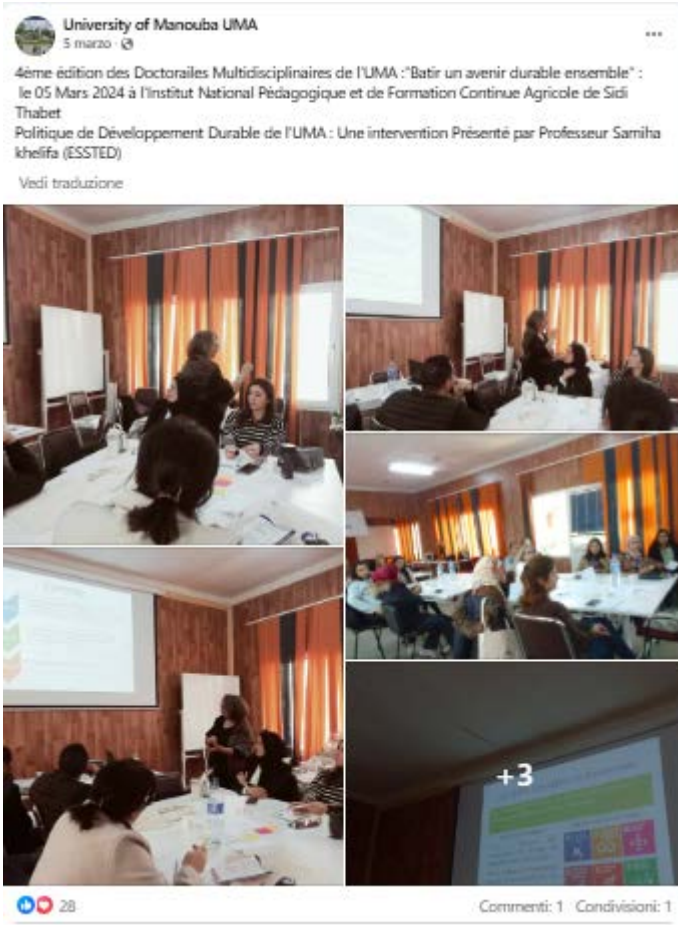 University of Manouba UMA
5 marzo ·
4ème édition des Doctorailes Multidisciplinaires de l'UMA :"Batir un avenir durable ensemble" :
le 05 Mars 2024 à l'Institut National Pédagogique et de Formation Continue Agricole de Sidi
Thabet
Politique de Développement Durable de l'UMA : Une intervention Présenté par Professeur Samiha
khelifa (ESSTED)
Vedi traduzione
+3
28
Commenti: 1 Condivisioni: 1